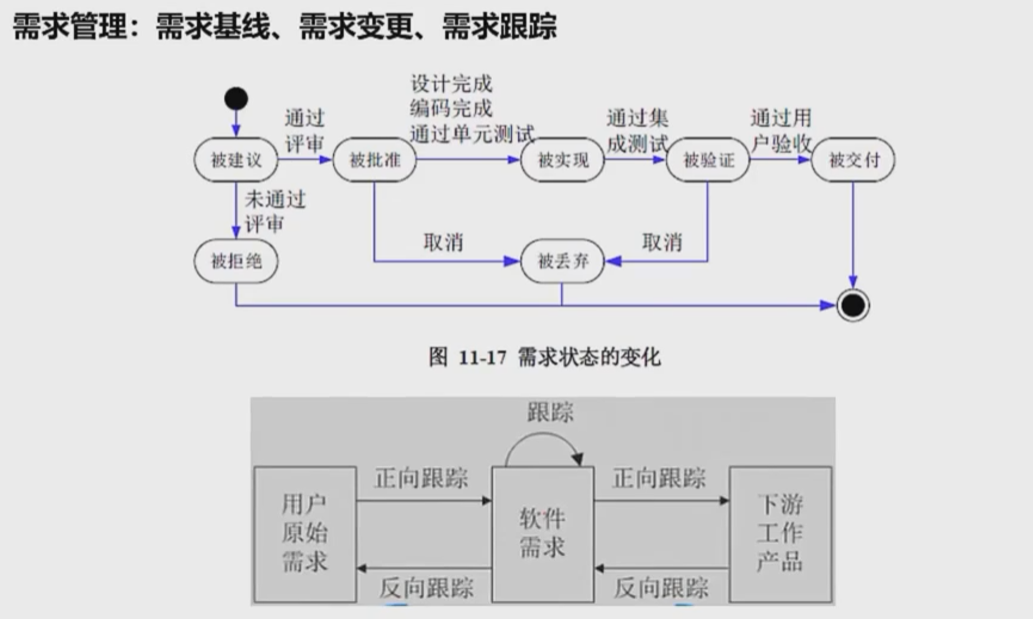 需求管理：需求基线、需求变更、需求跟踪
设计完成
编码完成
通过单元测试
通过
评审
通过集
成测试
通过用
户验收
被建议
被批准
被实现
被验证
被交付
未通过
评审
取消
取消
被拒绝
被丢弃
图 11-17 需求状态的变化
跟踪
正向跟踪
正向跟踪
用户
原始
需求
软件
需求
下游
工作
产品
反向跟踪
反向跟踪